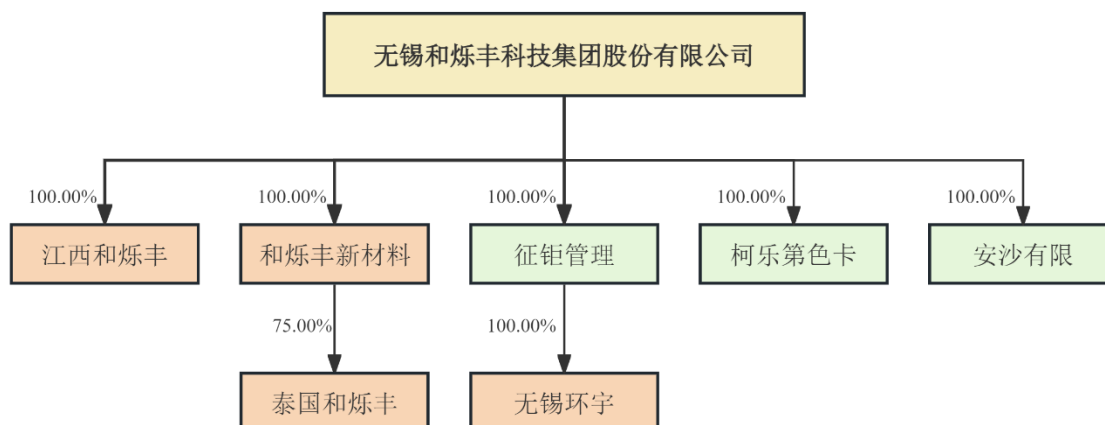 无锡和烁丰科技集团股份有限公司
100.00% 100.00% 100.00% 100.00% 100.00%
江西和烁丰 和烁丰新材料 征钜管理 柯乐第色卡 安沙有限
75.00% 100.00%
泰国和烁丰 无锡环宇